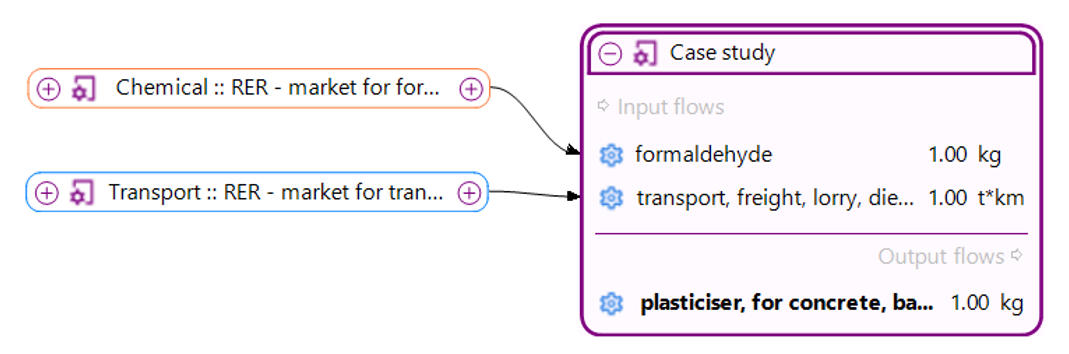 Case study
Chemical :: RER - market for for...
Input flows
formaldehyde 1.00 kg
Transport :: RER - market for tran...
transport, freight, lorry, die... 1.00 t*km
Output flows
plasticiser, for concrete, ba... 1.00 kg